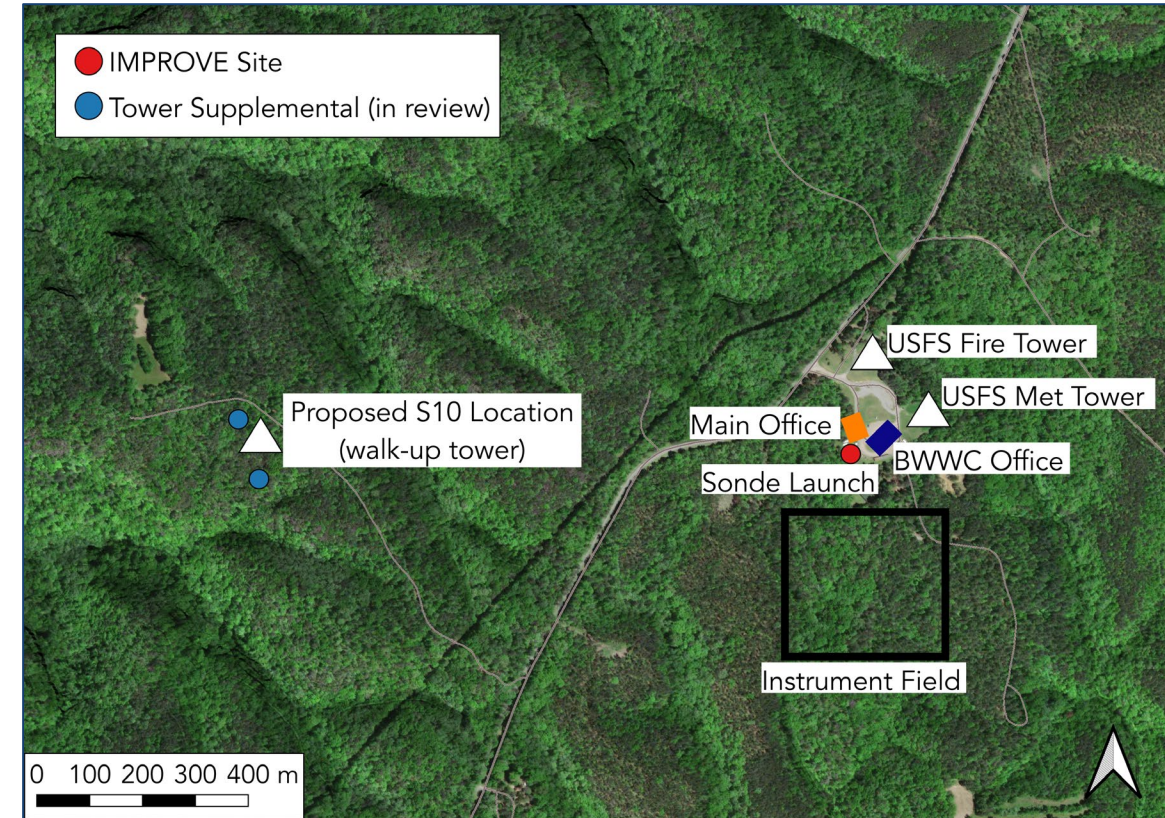 IMPROVE Site
Tower Supplemental (in review)
USFS Fire Tower
USFS Met Tower
Proposed S10 Location
(walk-up tower)
Main Office
BWWC Office
Sonde Launch
Instrument Field
0 100 200 300 400 m